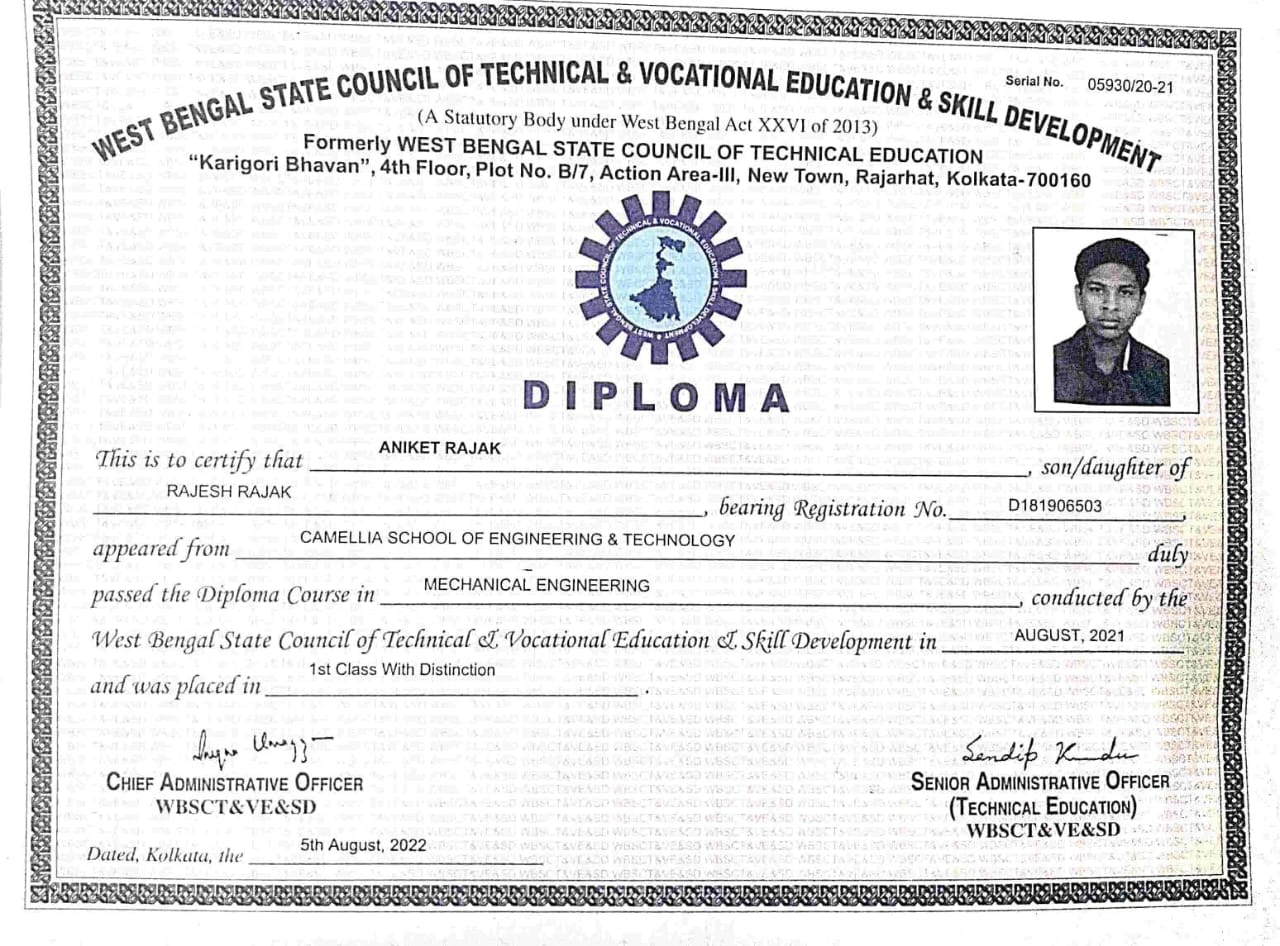 Serial No. 05930/20-21
WEST BENGAL STATE COUNCIL OF TECHNICAL & VOCATIONAL EDUCATION & SKILL DEVELOPMENT
(A Statutory Body under West Bengal Act XXVI of 2013)
Formerly WEST BENGAL STATE COUNCIL OF TECHNICAL EDUCATION
“Karigori Bhavan”, 4th Floor, Plot No. B/7, Action Area-III, New Town, Rajarhat, Kolkata-700160
WEST BENGAL STATE COUNCIL OF TECHNICAL & VOCATIONAL EDUCATION & SKILL DEVELOPMENT
DIPLOMA
This is to certify that ANIKET RAJAK, son/daughter of
RAJESH RAJAK, bearing Registration No. D181906503,
appeared from CAMELLIA SCHOOL OF ENGINEERING & TECHNOLOGY duly
passed the Diploma Course in MECHANICAL ENGINEERING, conducted by the
West Bengal State Council of Technical & Vocational Education & Skill Development in AUGUST, 2021
and was placed in 1st Class With Distinction.
Sandip Kundu
CHIEF ADMINISTRATIVE OFFICER SENIOR ADMINISTRATIVE OFFICER
WBSCT&VE&SD (TECHNICAL EDUCATION)
WBSCT&VE&SD
Dated, Kolkata, the 5th August, 2022